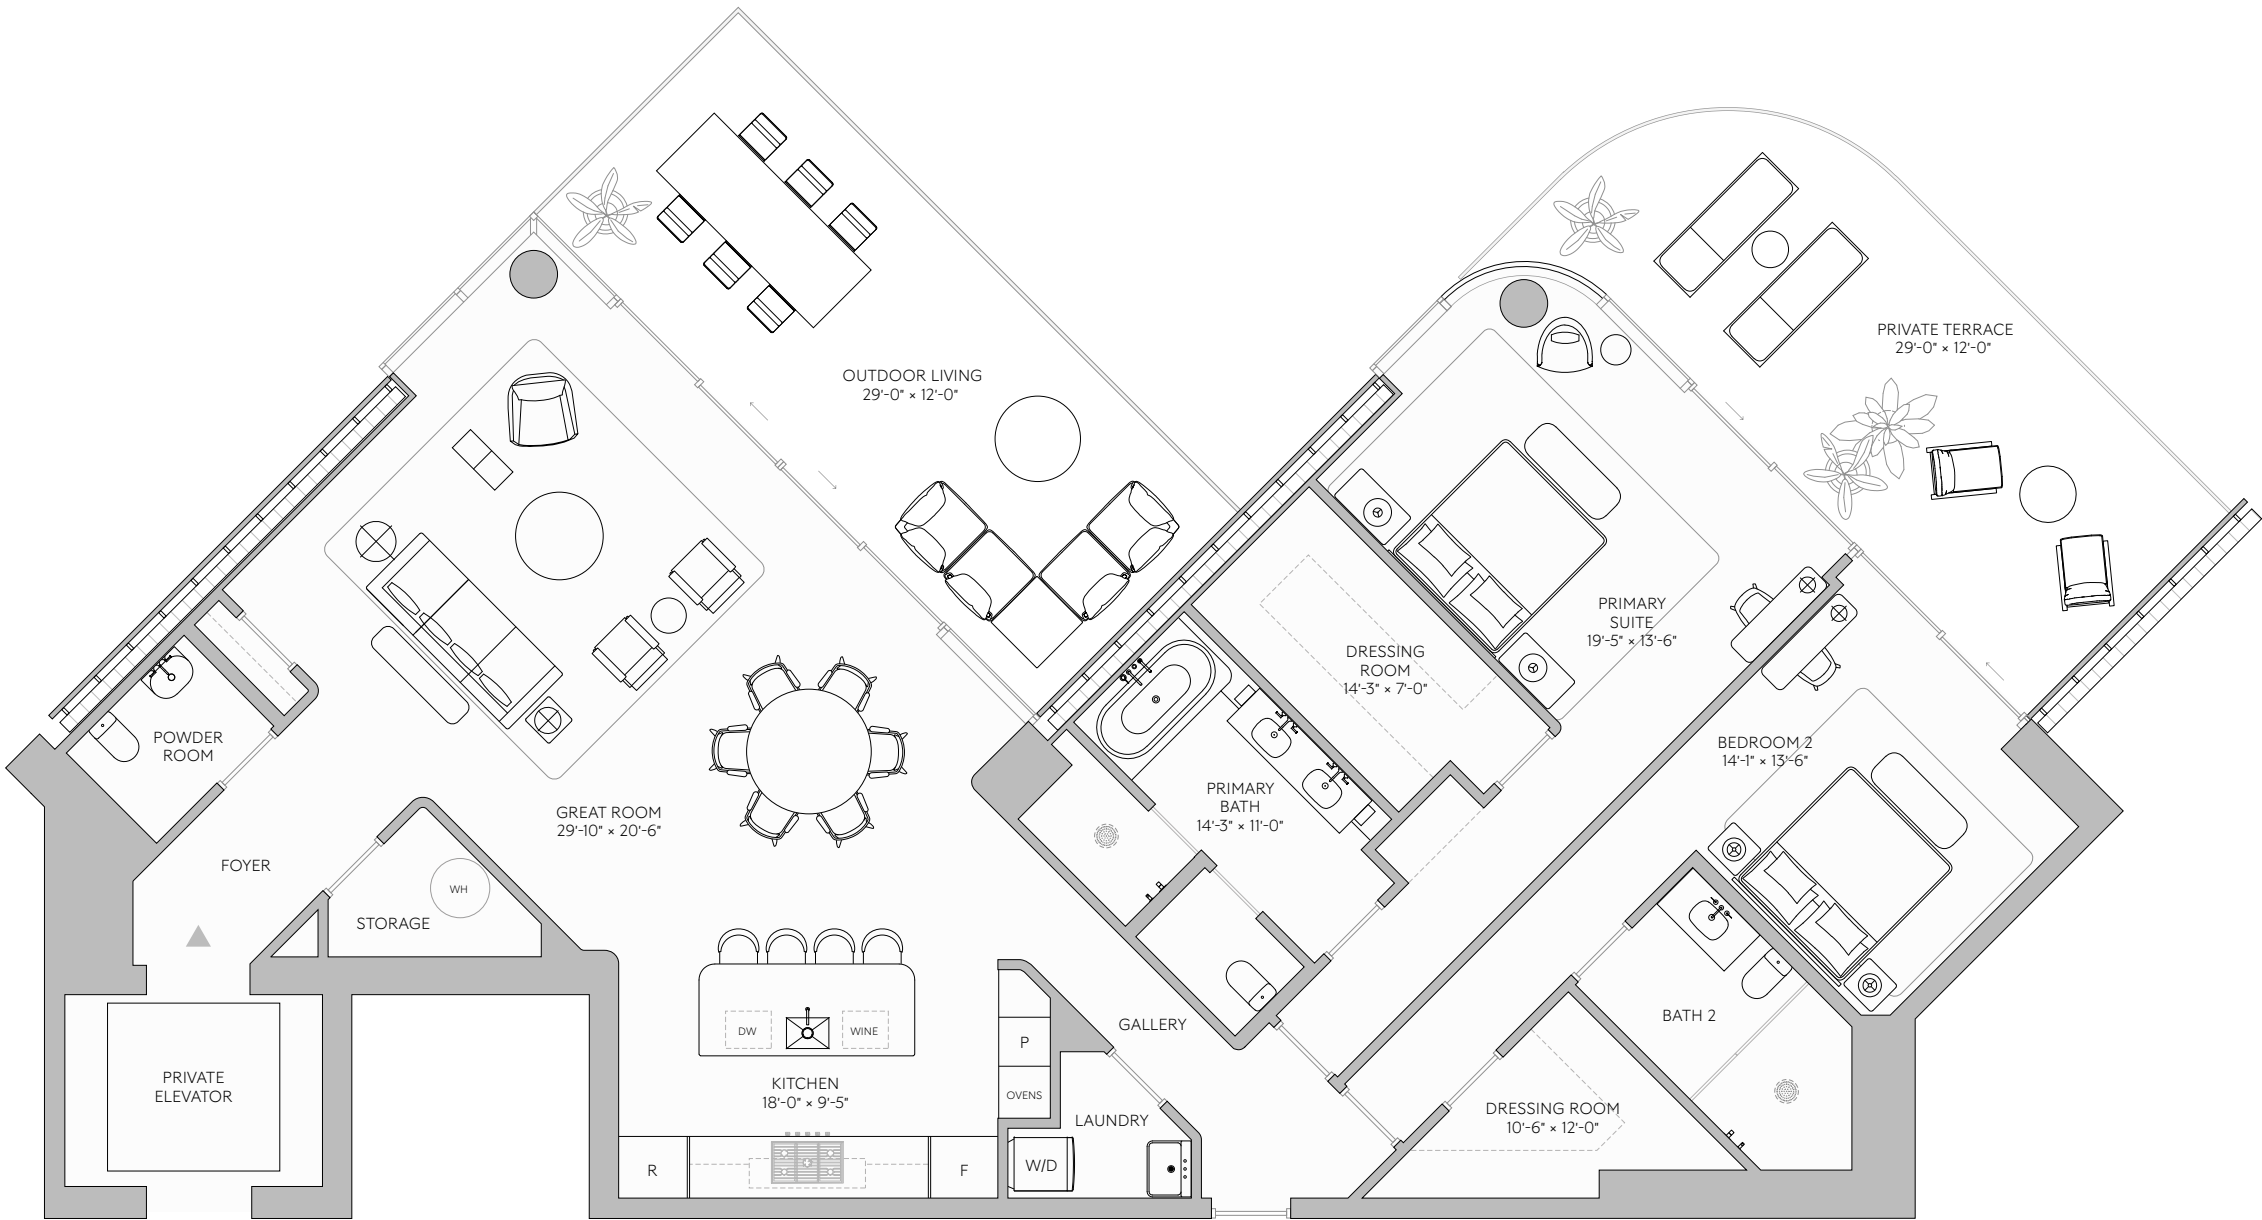 OUTDOOR LIVING
29'-0" × 12'-0"
PRIVATE TERRACE
29'-0" × 12'-0"
PRIMARY
SUITE
19'-5" × 13'-6"
DRESSING
ROOM
14'-3" × 7'-0"
POWDER
ROOM
BEDROOM 2
14'-1" × 13'-6"
PRIMARY
BATH
14'-3" × 11'-0"
GREAT ROOM
29'-10" × 20'-6"
FOYER
WH
STORAGE
GALLERY
BATH 2
DW
WINE
P
PRIVATE
ELEVATOR
KITCHEN
18'-0" × 9'-5"
OVENS
LAUNDRY
DRESSING ROOM
10'-6" × 12'-0"
R
F
W/D